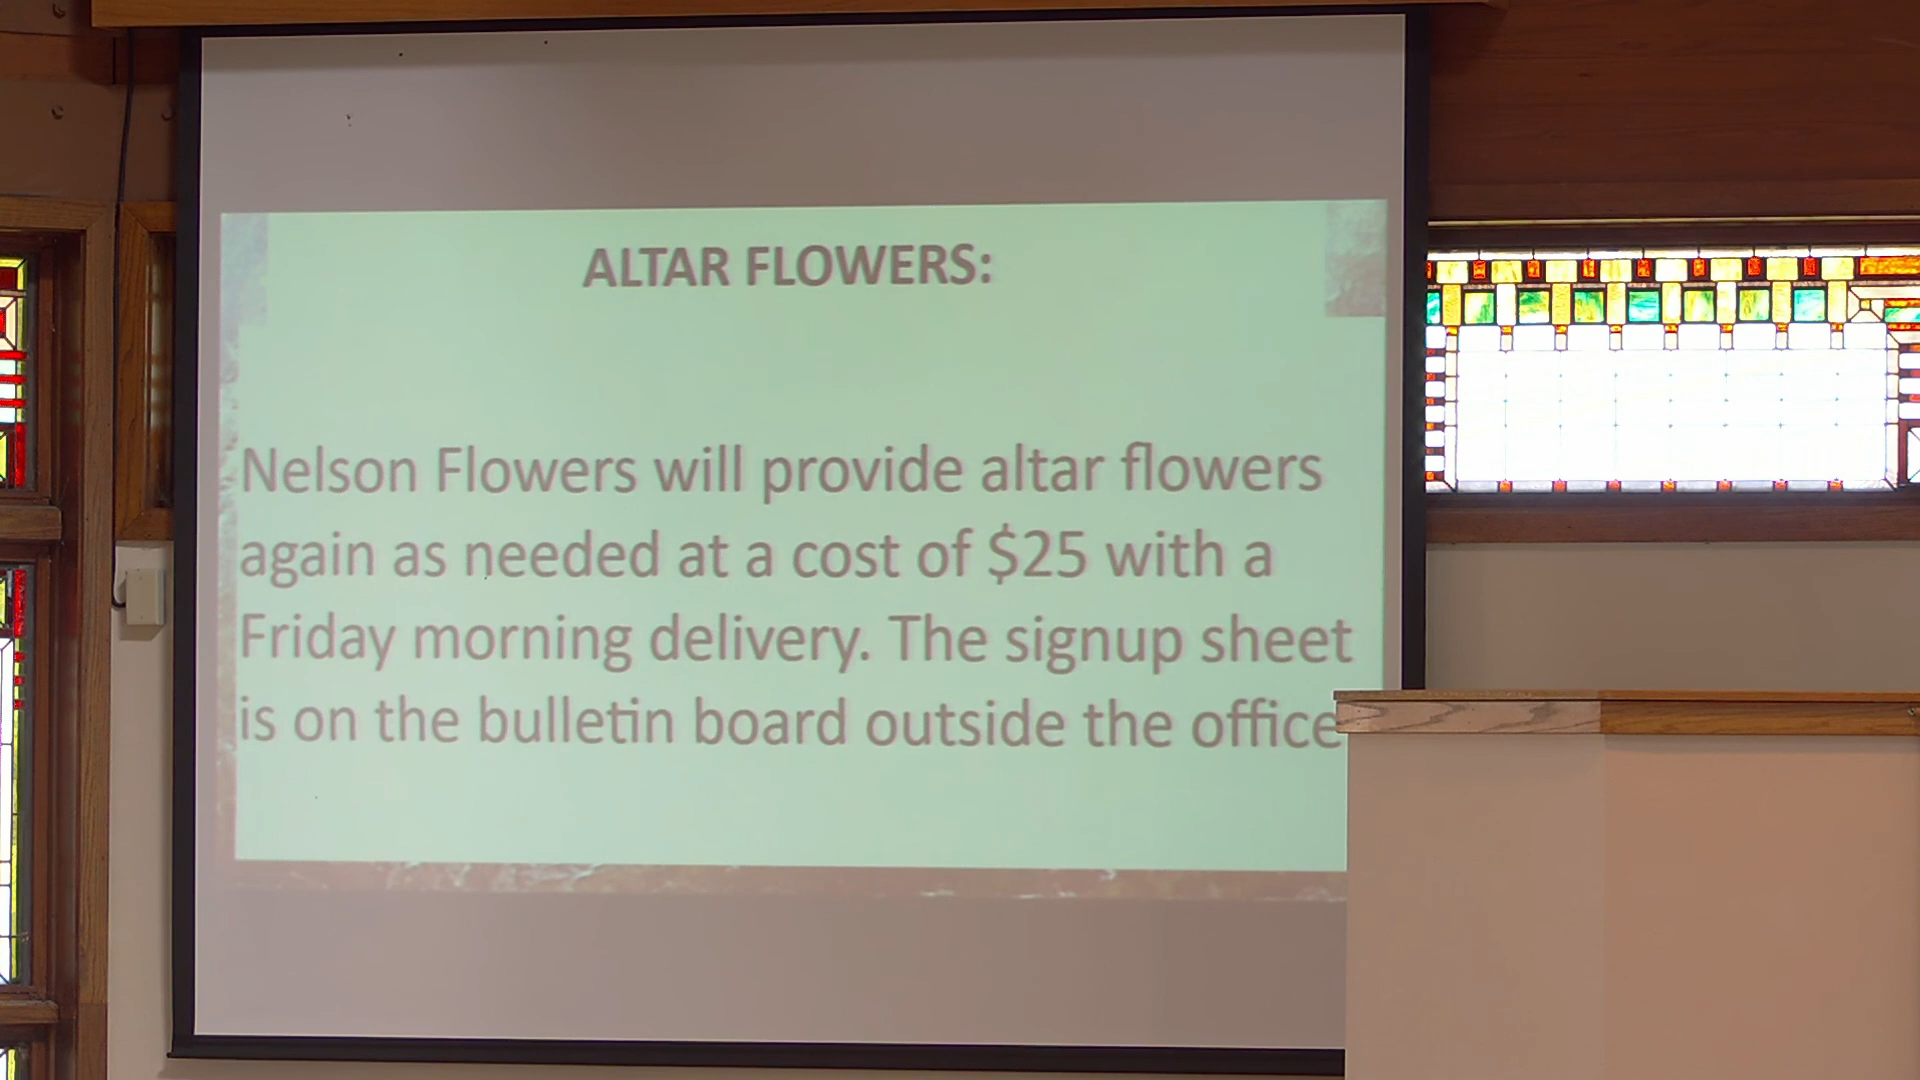 ALTAR FLOWERS:
Nelson Flowers will provide altar flowers
again as needed at a cost of $25 with a
Friday morning delivery. The signup sheet
is on the bulletin board outside the office